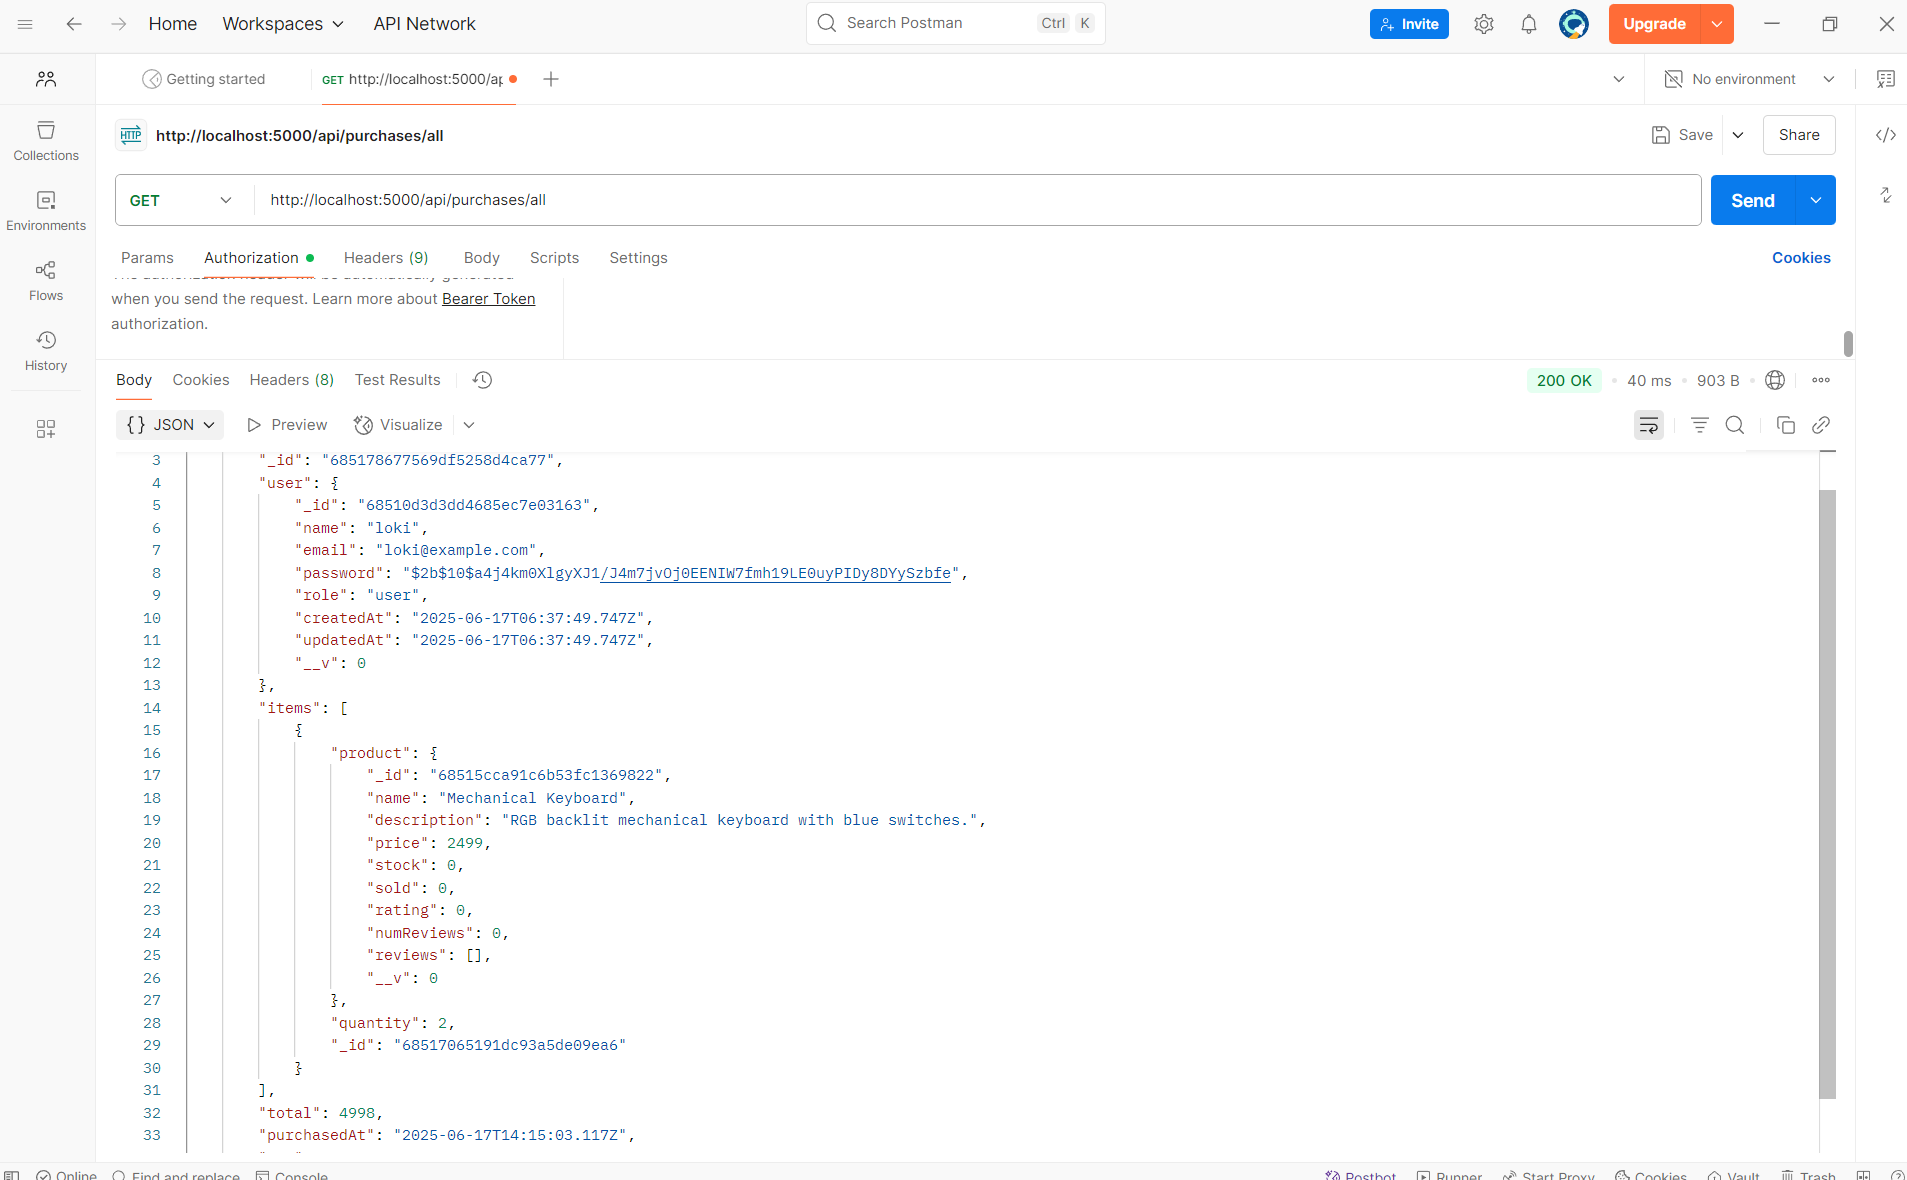 Home Workspaces API Network Search Postman Ctrl K Invite Upgrade
Getting started GET http://localhost:5000/ap No environment
HTTP http://localhost:5000/api/purchases/all Save Share
Collections
Environments
Flows
History
GET http://localhost:5000/api/purchases/all Send
Params Authorization Headers (9) Body Scripts Settings Cookies
The authorization header will be automatically generated
when you send the request. Learn more about Bearer Token
authorization.
Body Cookies Headers (8) Test Results 200 OK 40 ms 903 B
{} JSON Preview Visualize
3 "_id": "685178677569df5258d4ca77",
4 "user": {
5 "_id": "68510d3d3dd4685ec7e03163",
6 "name": "loki",
7 "email": "loki@example.com",
8 "password": "$2b$10$a4j4km0XlgyXJ1/J4m7jvOj0EENIW7fmh19LE0uyPIDy8DYySzbfe",
9 "role": "user",
10 "createdAt": "2025-06-17T06:37:49.747Z",
11 "updatedAt": "2025-06-17T06:37:49.747Z",
12 "__v": 0
13 },
14 "items": [
15 {
16 "product": {
17 "_id": "68515cca91c6b53fc1369822",
18 "name": "Mechanical Keyboard",
19 "description": "RGB backlit mechanical keyboard with blue switches.",
20 "price": 2499,
21 "stock": 0,
22 "sold": 0,
23 "rating": 0,
24 "numReviews": 0,
25 "reviews": [],
26 "__v": 0
27 },
28 "quantity": 2,
29 "_id": "68517065191dc93a5de09ea6"
30 }
31 ],
32 "total": 4998,
33 "purchasedAt": "2025-06-17T14:15:03.117Z",
Online Find and replace Console Postbot Runner Start Proxy Cookies Vault Trash